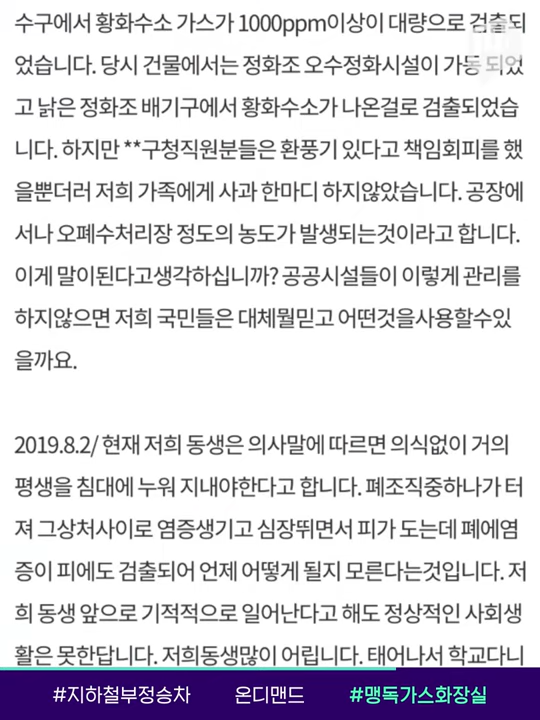 수구에서 황화수소 가스가 1000ppm이상이 대량으로 검출되
었습니다. 당시 건물에서는 정화조 오수정화시설이 가동 되었
고 낡은 정화조 배기구에서 황화수소가 나온걸로 검출되었습
니다. 하지만 **구청직원분들은 환풍기 있다고 책임회피를 했
을뿐더러 저희 가족에게 사과 한마디 하지않았습니다. 공장에
서나 오폐수처리장 정도의 농도가 발생되는것이라고 합니다.
이게 말이된다고생각하십니까? 공공시설들이 이렇게 관리를
하지않으면 저희 국민들은 대체뭘믿고 어떤것을사용할수있
을까요.
2019.8.2/ 현재 저희 동생은 의사말에 따르면 의식없이 거의
평생을 침대에 누워 지내야한다고 합니다. 폐조직중하나가 터
져 그상처사이로 염증생기고 심장뛰면서 피가 도는데 폐에염
증이 피에도 검출되어 언제 어떻게 될지 모른다는것입니다. 저
희 동생 앞으로 기적적으로 일어난다고 해도 정상적인 사회생
활은 못한답니다. 저희동생많이 어립니다. 태어나서 학교다니
#지하철부정승차 온디맨드 #맹독가스화장실